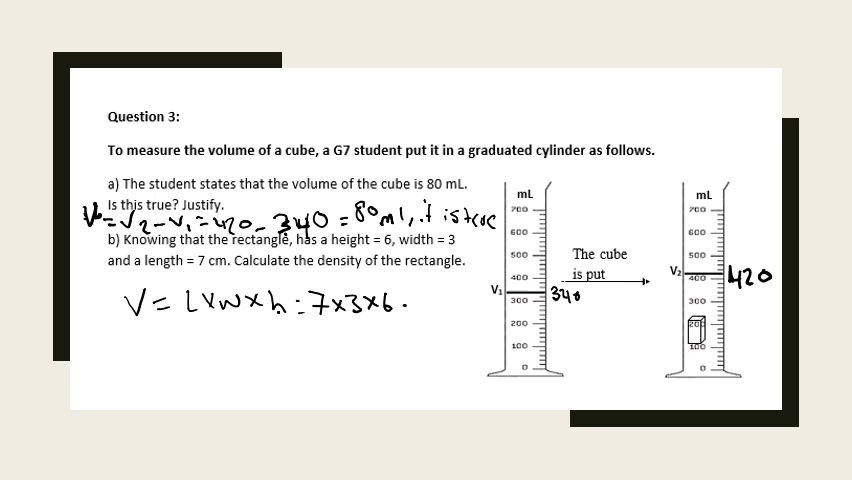 Question 3:
To measure the volume of a cube, a G7 student put it in a graduated cylinder as follows.
a) The student states that the volume of the cube is 80 mL.
Is this true? Justify.
V = V2 - V1 = 420 - 340 = 80 ml, it is true
b) Knowing that the rectangle, has a height = 6, width = 3
and a length = 7 cm. Calculate the density of the rectangle.
V = L x w x h = 7x3x6.
mL
700
600
500
400
V1
340
300
200
100
0
The cube
is put
mL
700
600
500
V2
420
400
300
200
100
0